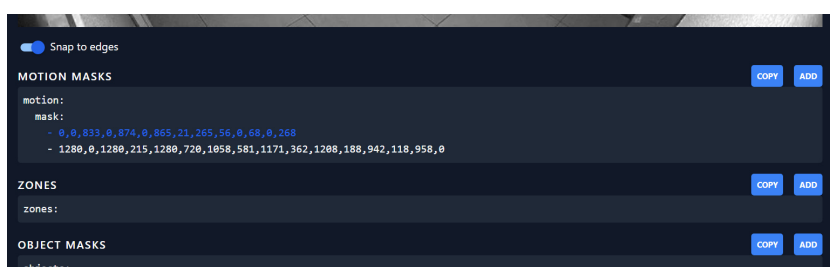 Snap to edges
MOTION MASKS
COPY
ADD
motion:
mask:
- 0,0,833,0,874,0,865,21,265,56,0,68,0,268
- 1280,0,1280,215,1280,720,1058,581,1171,362,1208,188,942,118,958,0
ZONES
COPY
ADD
zones:
OBJECT MASKS
COPY
ADD